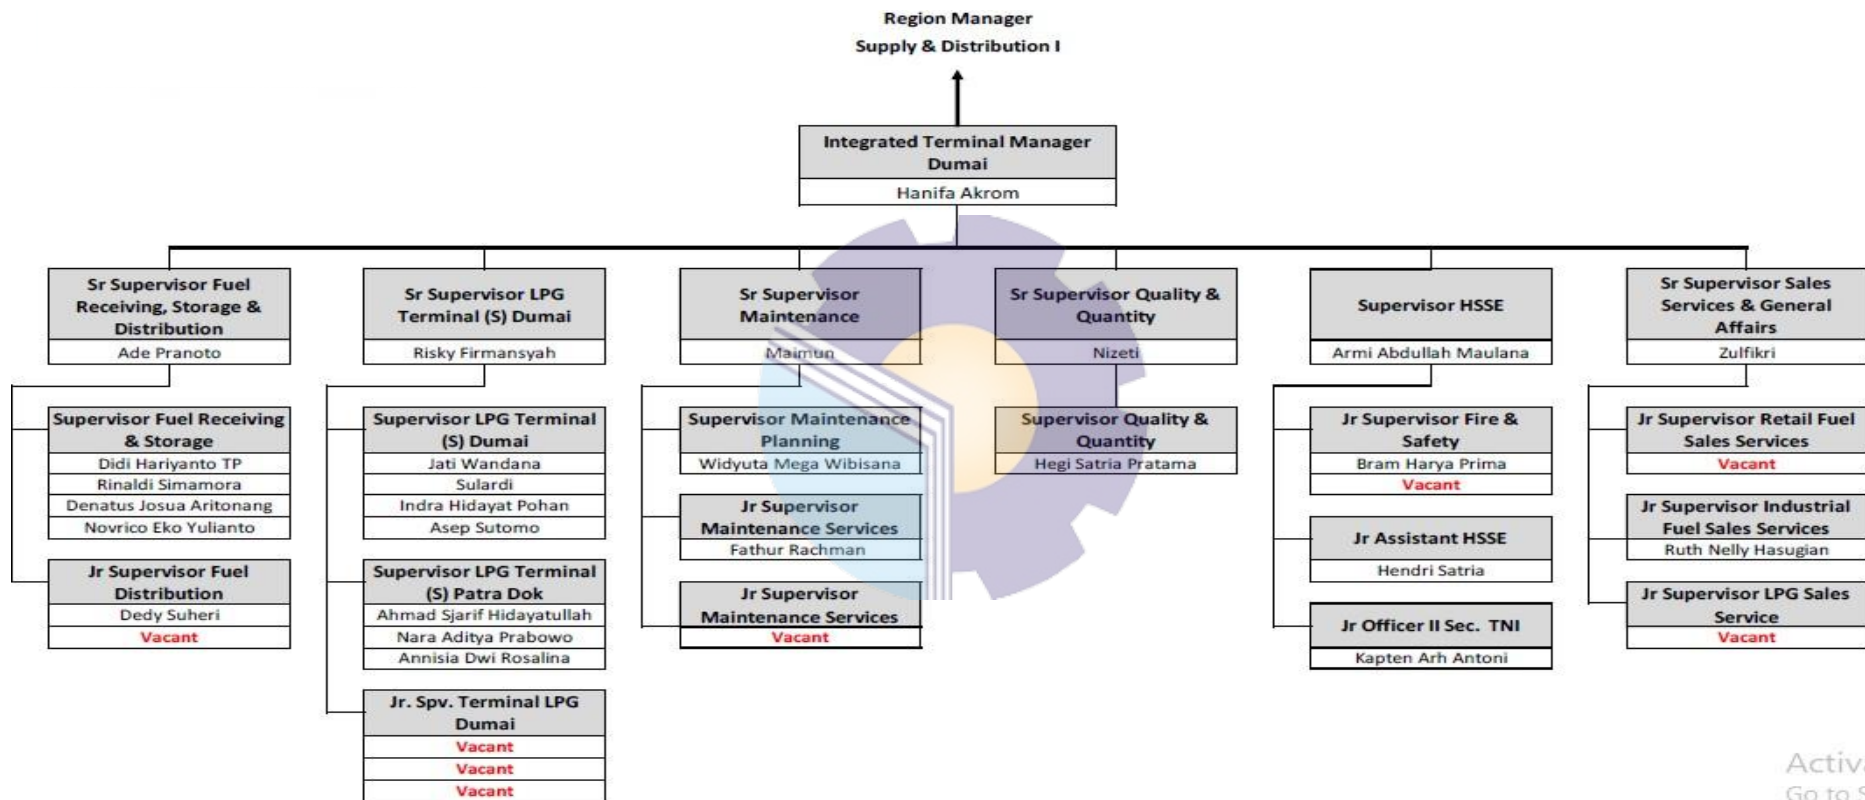 Region Manager
Supply & Distribution I
Integrated Terminal Manager
Dumai
Hanifa Akrom
Sr Supervisor Fuel
Receiving, Storage &
Distribution
Ade Pranoto
Supervisor Fuel Receiving
& Storage
Didi Hariyanto TP
Rinaldi Simamora
Denatus Josua Aritonang
Novrico Eko Yulianto
Jr Supervisor Fuel
Distribution
Dedy Suheri
Vacant
Sr Supervisor LPG
Terminal (S) Dumai
Risky Firmansyah
Supervisor LPG Terminal
(S) Dumai
Jati Wandana
Sulardi
Indra Hidayat Pohan
Asep Sutomo
Supervisor LPG Terminal
(S) Patra Dok
Ahmad Sjarif Hidayatullah
Nara Aditya Prabowo
Annisia Dwi Rosalina
Jr. Spv. Terminal LPG
Dumai
Vacant
Vacant
Vacant
Sr Supervisor
Maintenance
Maimun
Supervisor Maintenance
Planning
Widyuta Mega Wibisana
Jr Supervisor
Maintenance Services
Fathur Rachman
Jr Supervisor
Maintenance Services
Vacant
Sr Supervisor Quality &
Quantity
Nizeti
Supervisor Quality &
Quantity
Hegi Satria Pratama
Supervisor HSSE
Armi Abdullah Maulana
Jr Supervisor Fire &
Safety
Bram Harya Prima
Vacant
Jr Assistant HSSE
Hendri Satria
Jr Officer II Sec. TNI
Kapten Arh Antoni
Sr Supervisor Sales
Services & General
Affairs
Zulfikri
Jr Supervisor Retail Fuel
Sales Services
Vacant
Jr Supervisor Industrial
Fuel Sales Services
Ruth Nelly Hasugian
Jr Supervisor LPG Sales
Service
Vacant
Activa
Go to S